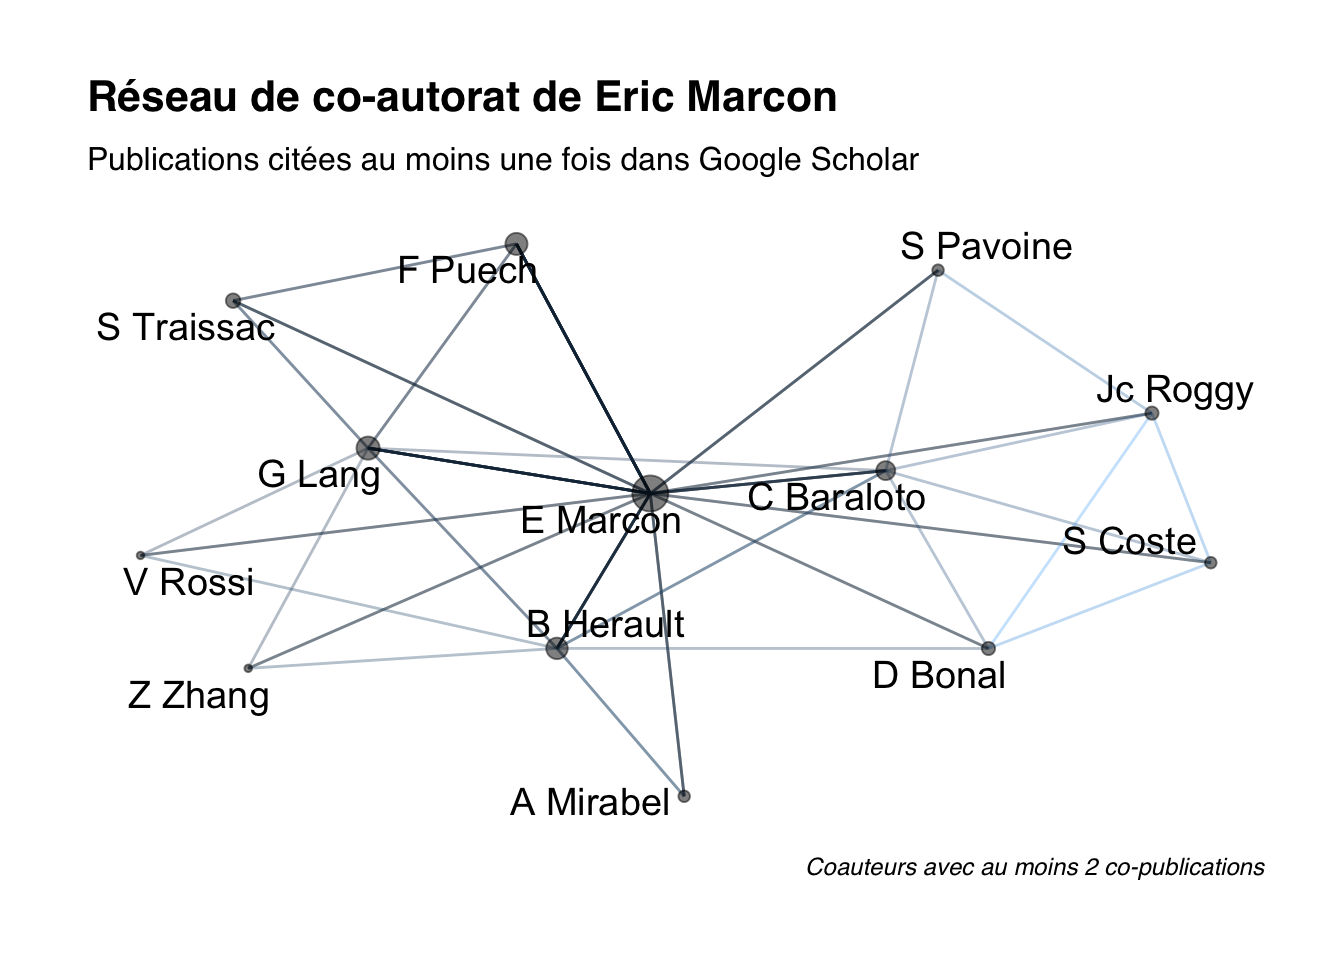 Réseau de co-autorat de Eric Marcon
Publications citées au moins une fois dans Google Scholar
S Pavoine
F Puech
S Traissac
Jc Roggy
G Lang
C Baraloto
E Marcon
S Coste
V Rossi
B Herault
D Bonal
Z Zhang
A Mirabel
Coauteurs avec au moins 2 co-publications